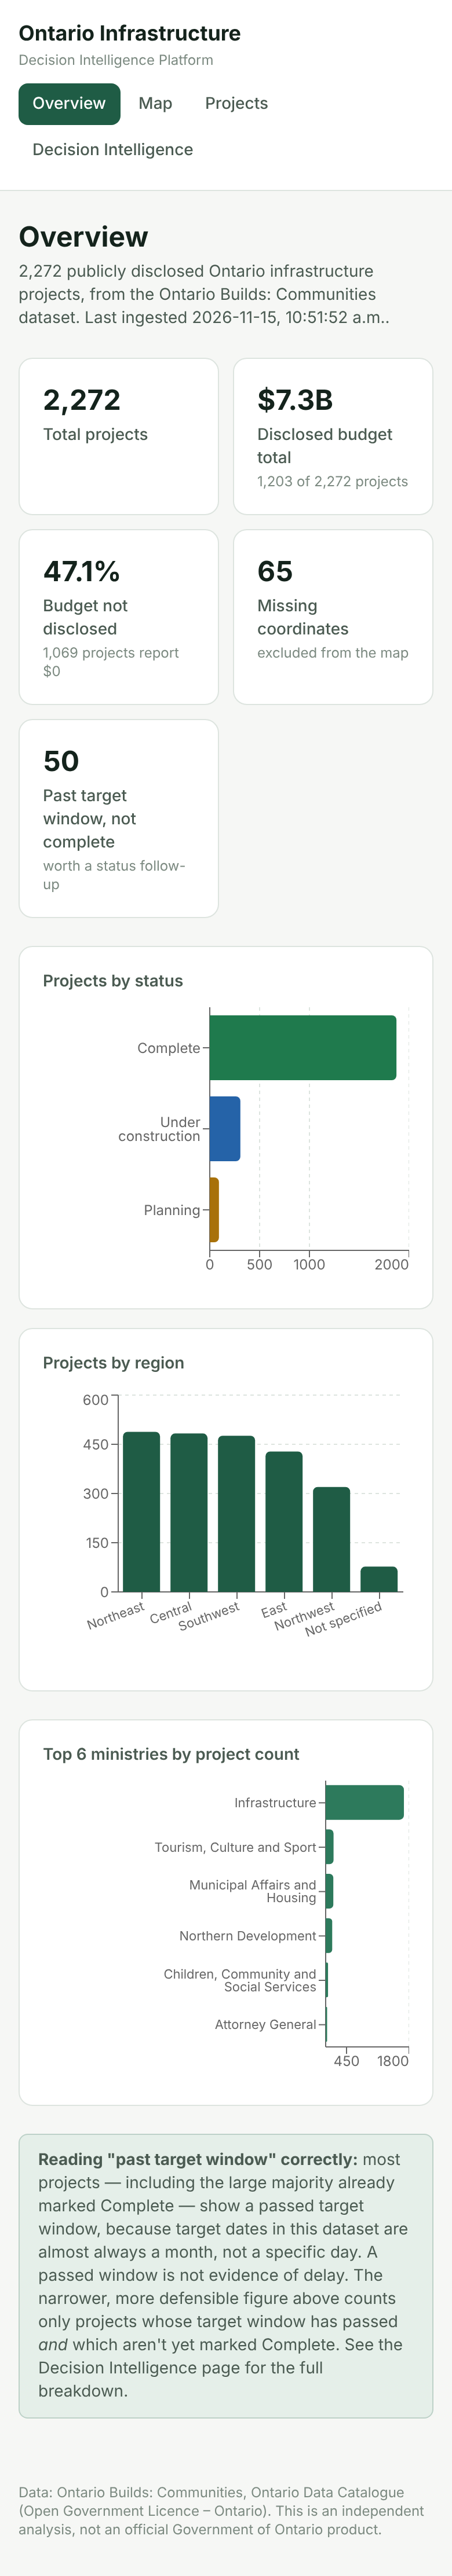 Ontario Infrastructure
Decision Intelligence Platform
Overview
Map
Projects
Decision Intelligence
Overview
2,272 publicly disclosed Ontario infrastructure
projects, from the Ontario Builds: Communities
dataset. Last ingested 2026-11-15, 10:51:52 a.m..
2,272
Total projects
$7.3B
Disclosed budget
total
1,203 of 2,272 projects
47.1%
Budget not
disclosed
1,069 projects report
$0
65
Missing
coordinates
excluded from the map
50
Past target
window, not
complete
worth a status follow-
up
Projects by status
Complete
Under
construction
Planning
0
500
1000
2000
Projects by region
600
450
300
150
0
Northeast
Central
Southwest
East
Northwest
Not specified
Top 6 ministries by project count
Infrastructure
Tourism, Culture and Sport
Municipal Affairs and
Housing
Northern Development
Children, Community and
Social Services
Attorney General
450
1800
Reading "past target window" correctly: most
projects — including the large majority already
marked Complete — show a passed target
window, because target dates in this dataset are
almost always a month, not a specific day. A
passed window is not evidence of delay. The
narrower, more defensible figure above counts
only projects whose target window has passed
and which aren't yet marked Complete. See the
Decision Intelligence page for the full
breakdown.
Data: Ontario Builds: Communities, Ontario Data Catalogue
(Open Government Licence – Ontario). This is an independent
analysis, not an official Government of Ontario product.